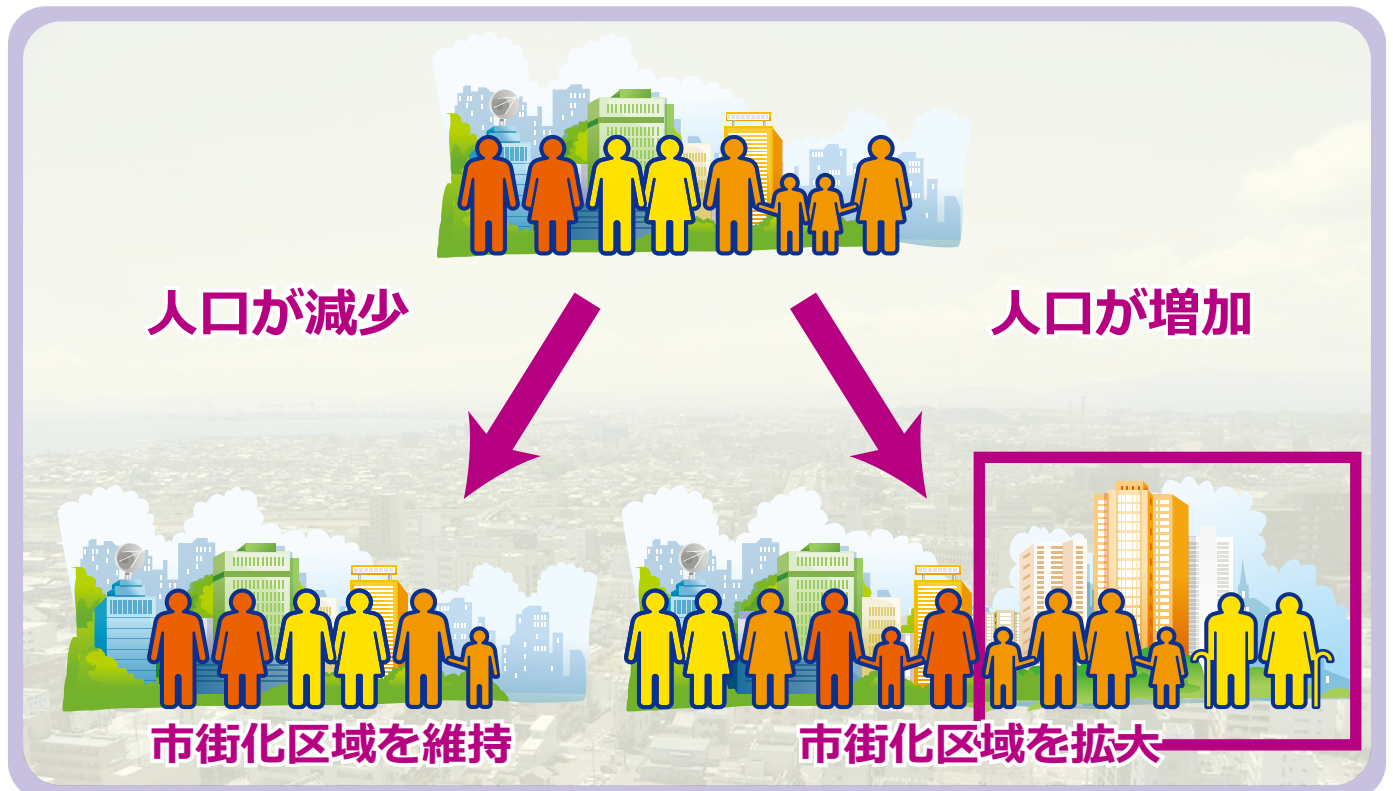 人口が減少
人口が増加
市街化区域を維持
市街化区域を拡大